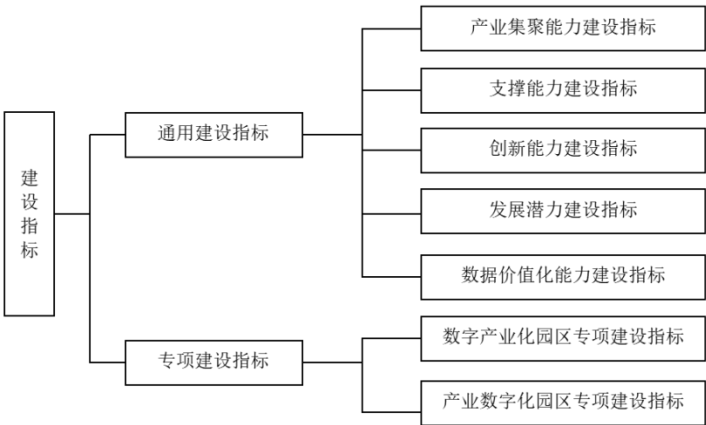 建设指标
通用建设指标
产业集聚能力建设指标
支撑能力建设指标
创新能力建设指标
发展潜力建设指标
数据价值化能力建设指标
专项建设指标
数字产业化园区专项建设指标
产业数字化园区专项建设指标